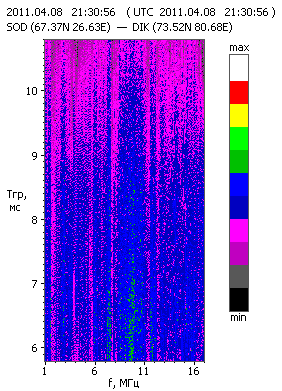 2011.04.08 21:30:56 (UTC 2011.04.08 21:30:56)
SOD (67.37N 26.63E) — DIK (73.52N 80.68E)
max
10
9
Tгр,
мс
8
7
6
min
1 6 11 16
f, МГц